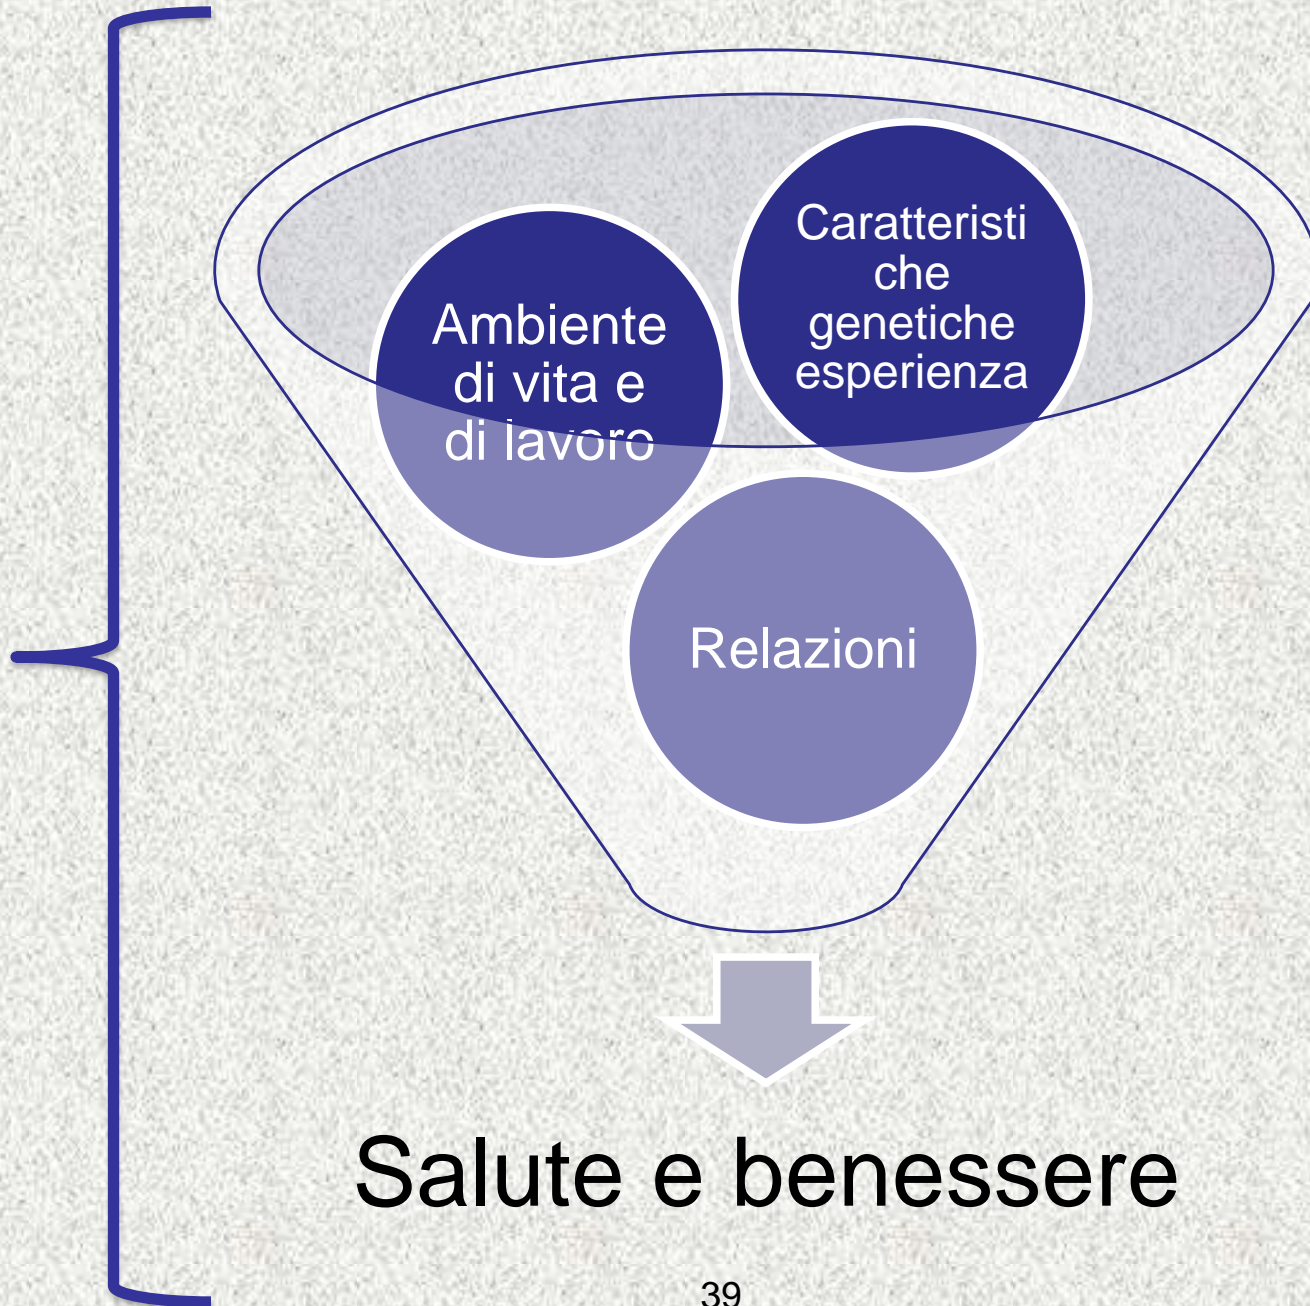 Caratteristi
che
genetiche
esperienza
Ambiente
di vita e
di lavoro
Relazioni
Salute e benessere
39